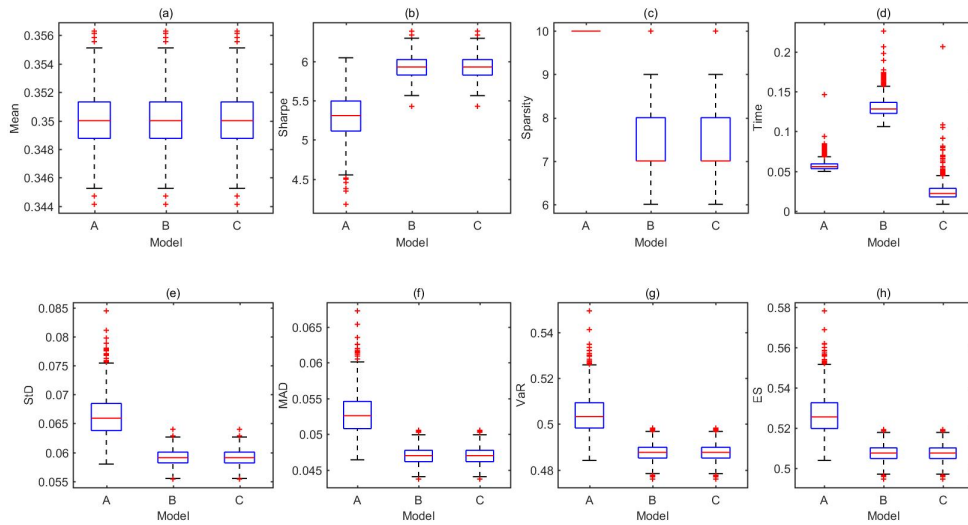 (a)
0.356
0.354
0.352
0.35
0.348
0.346
0.344
Mean
A B C
Model
(b)
6
5.5
5
4.5
Sharpe
A B C
Model
(c)
10
9
8
7
6
Sparsity
A B C
Model
(d)
0.2
0.15
0.1
0.05
0
Time
A B C
Model
(e)
0.085
0.08
0.075
0.07
0.065
0.06
0.055
StD
A B C
Model
(f)
0.065
0.06
0.055
0.05
0.045
MAD
A B C
Model
(g)
0.54
0.52
0.5
0.48
VaR
A B C
Model
(h)
0.58
0.56
0.54
0.52
0.5
ES
A B C
Model